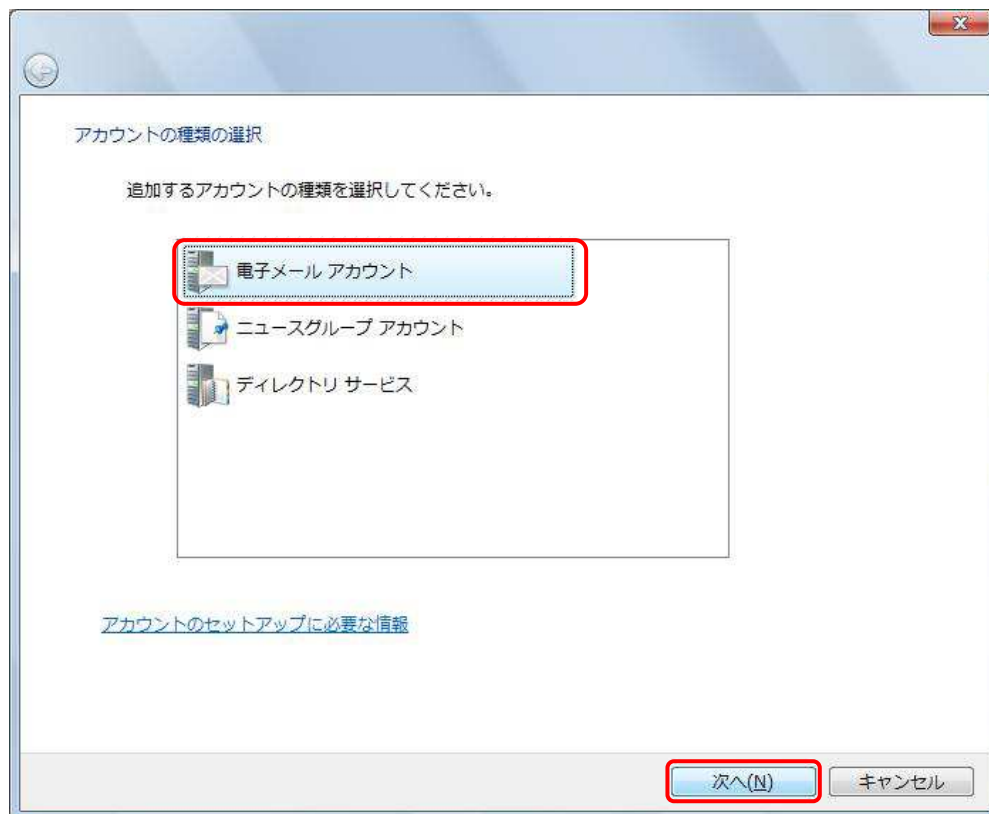 アカウントの種類の選択
追加するアカウントの種類を選択してください。
電子メール アカウント
ニュースグループ アカウント
ディレクトリ サービス
アカウントのセットアップに必要な情報
次へ(N)
キャンセル